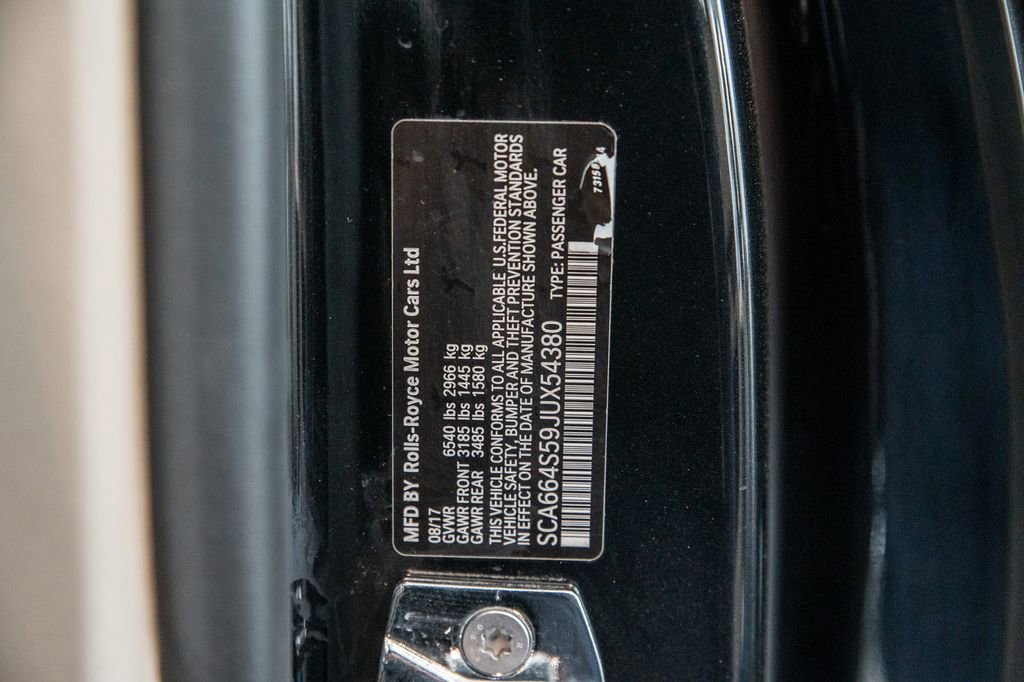 MFD BY Rolls-Royce Motor Cars Ltd
08/17
GVWR 6540 lbs 2966 kg
GAWR FRONT 3185 lbs 1445 kg
GAWR REAR 3485 lbs 1580 kg
THIS VEHICLE CONFORMS TO ALL APPLICABLE U.S.FEDERAL MOTOR
VEHICLE SAFETY, BUMPER AND THEFT PREVENTION STANDARDS
IN EFFECT ON THE DATE OF MANUFACTURE SHOWN ABOVE.
SCA664S59JUX54380 TYPE: PASSENGER CAR